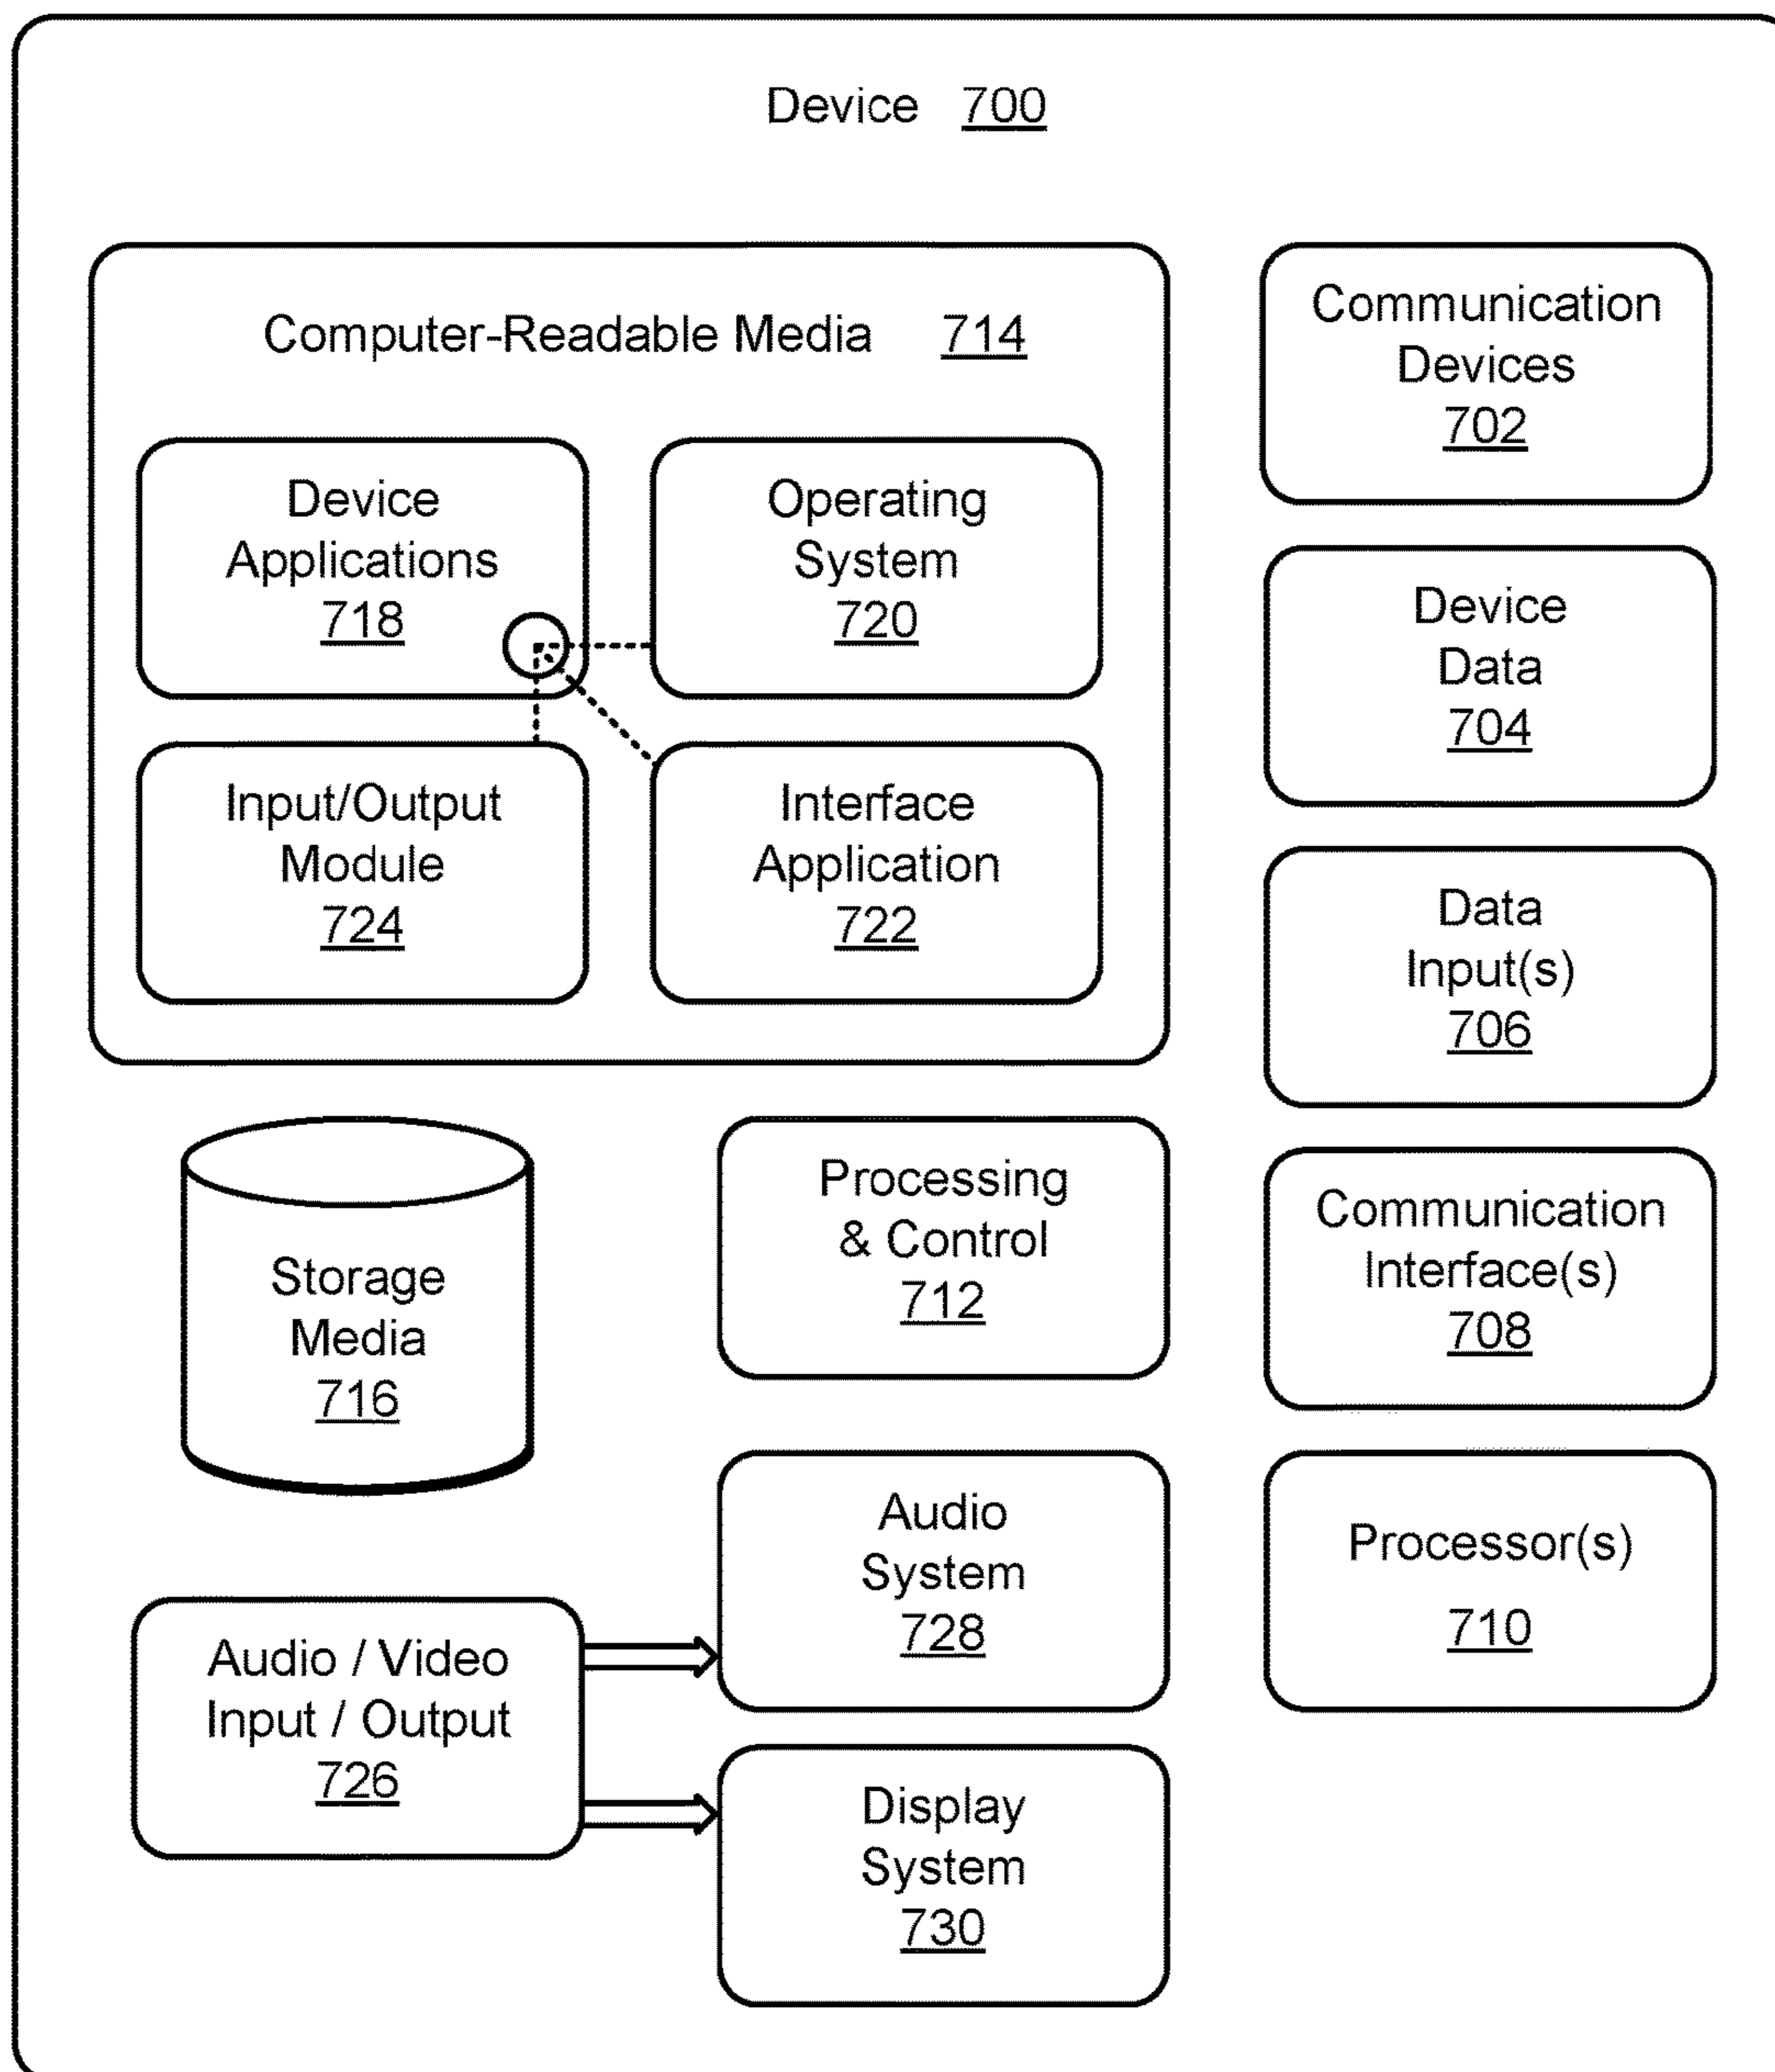 Device 700
Computer-Readable Media 714
Device
Applications
718
Operating
System
720
Input/Output
Module
724
Interface
Application
722
Storage
Media
716
Processing
& Control
712
Audio / Video
Input / Output
726
Audio
System
728
Display
System
730
Communication
Devices
702
Device
Data
704
Data
Input(s)
706
Communication
Interface(s)
708
Processor(s)
710